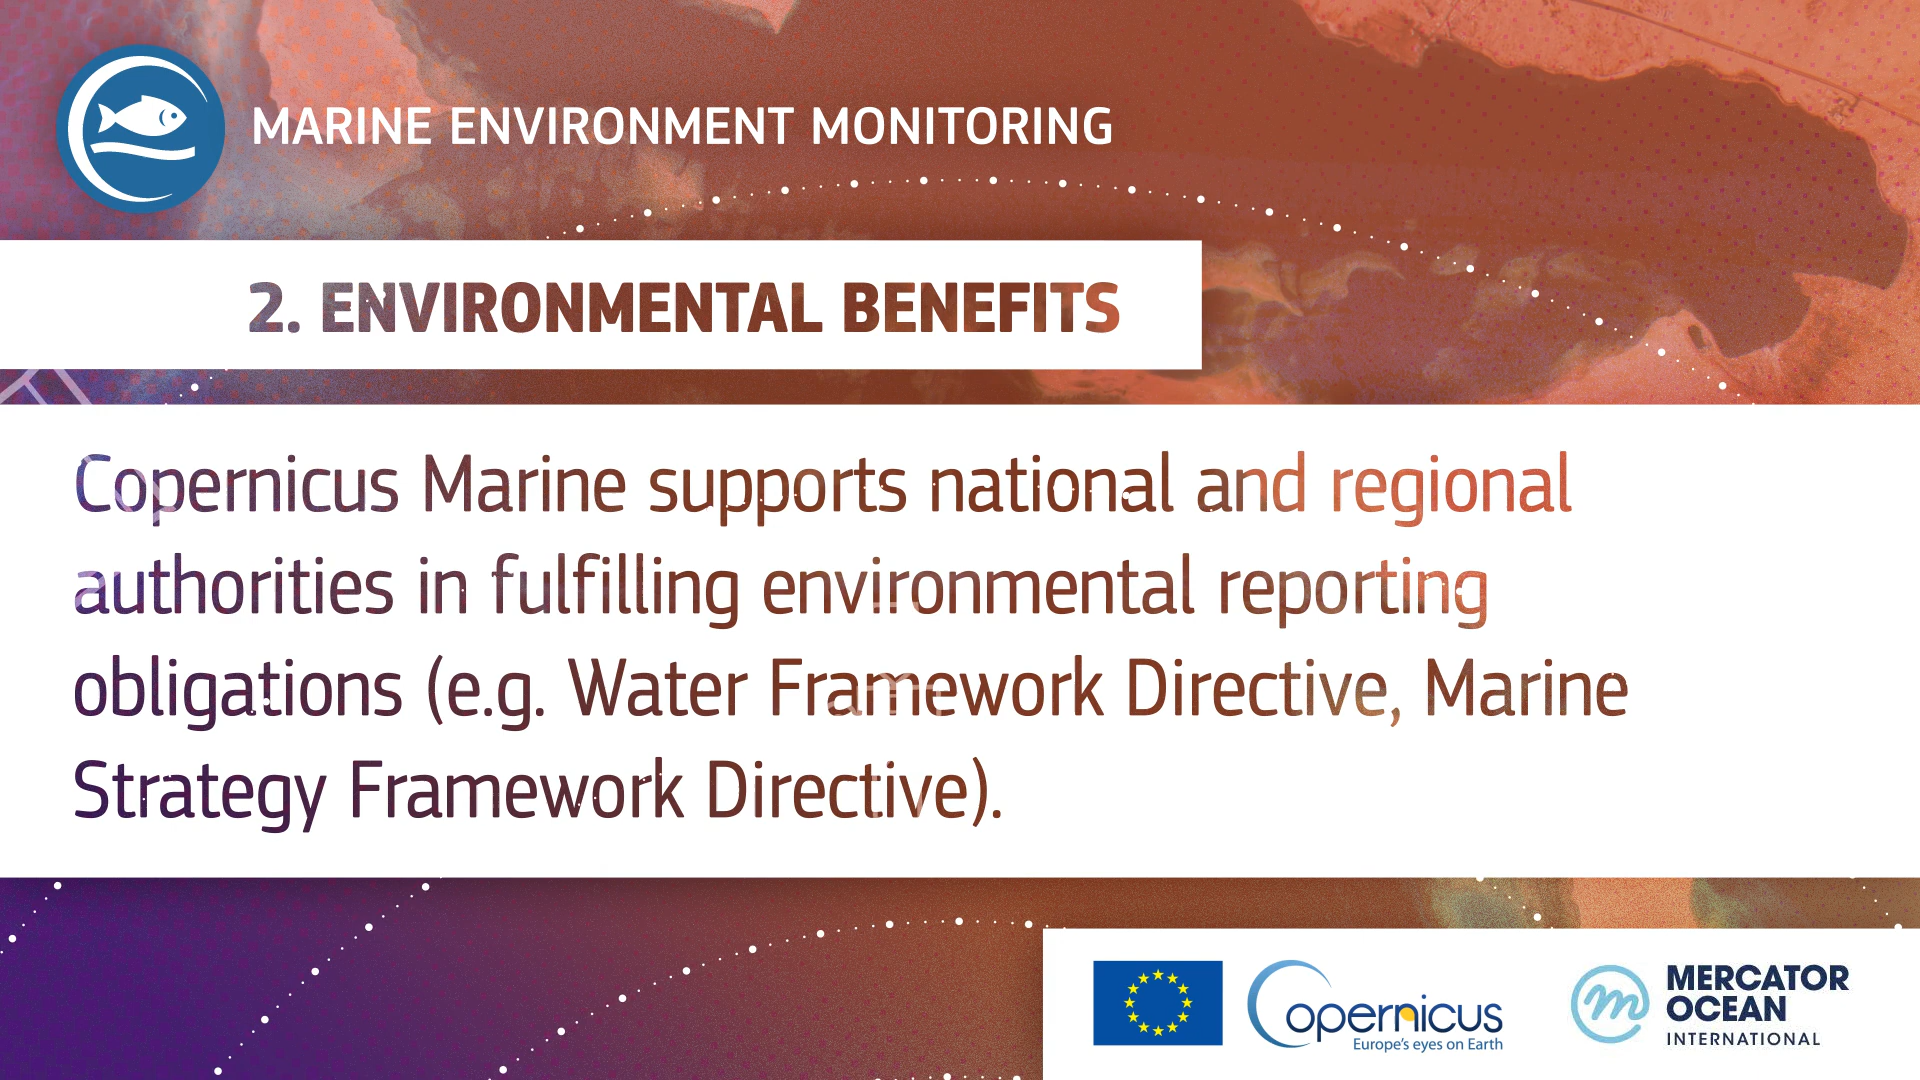 MARINE ENVIRONMENT MONITORING
2. ENVIRONMENTAL BENEFITS
Copernicus Marine supports national and regional
authorities in fulfilling environmental reporting
obligations (e.g. Water Framework Directive, Marine
Strategy Framework Directive).
Copernicus
Europe's eyes on Earth
MERCATOR
OCEAN
INTERNATIONAL